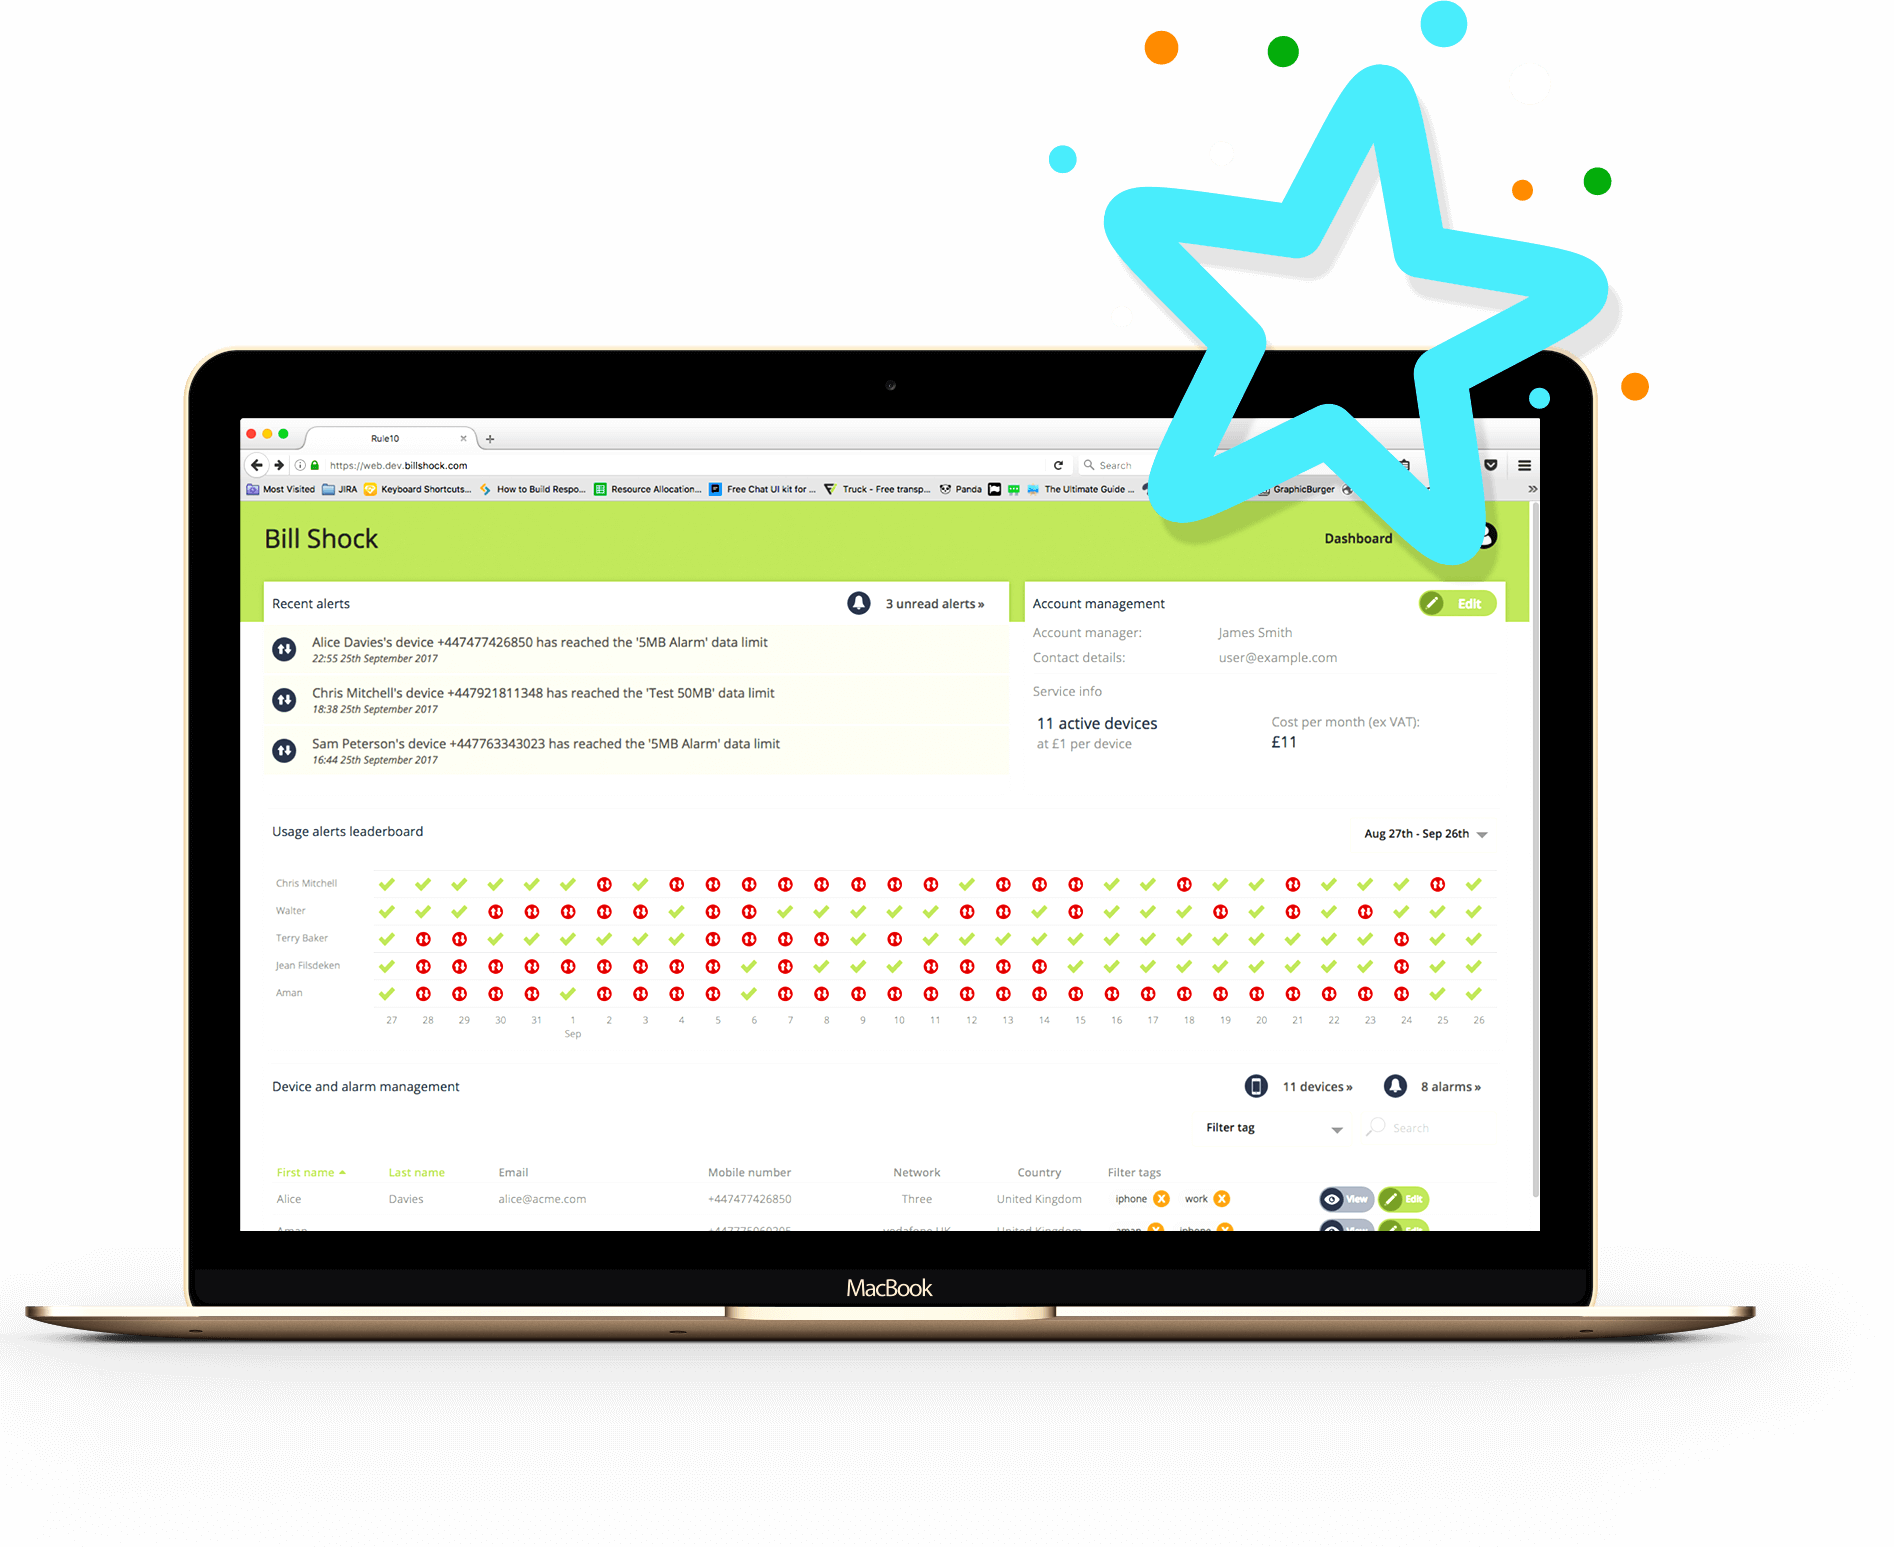 Rule10
https://web.dev.billshock.com
Search
Most Visited JIRA Keyboard Shortcuts... How to Build Respo... Resource Allocation... Free Chat UI kit for ... Truck - Free transp... Panda The Ultimate Guide ... GraphicBurger
Bill Shock
Dashboard
Recent alerts
3 unread alerts »
Alice Davies's device +447477426850 has reached the '5MB Alarm' data limit
22:55 25th September 2017
Chris Mitchell's device +447921811348 has reached the 'Test 50MB' data limit
18:38 25th September 2017
Sam Peterson's device +447763343023 has reached the '5MB Alarm' data limit
16:44 25th September 2017
Account management
Edit
Account manager: James Smith
Contact details: user@example.com
Service info
11 active devices
at £1 per device
Cost per month (ex VAT):
£11
Usage alerts leaderboard
Aug 27th - Sep 26th
Chris Mitchell
Walter
Terry Baker
Jean Filsdeken
Aman
27 28 29 30 31 1 2 3 4 5 6 7 8 9 10 11 12 13 14 15 16 17 18 19 20 21 22 23 24 25 26
Sep
Device and alarm management
11 devices »
8 alarms »
Filter tag
Search
First name Last name Email Mobile number Network Country Filter tags
Alice Davies alice@acme.com +447477426850 Three United Kingdom iphone X work X View Edit
MacBook